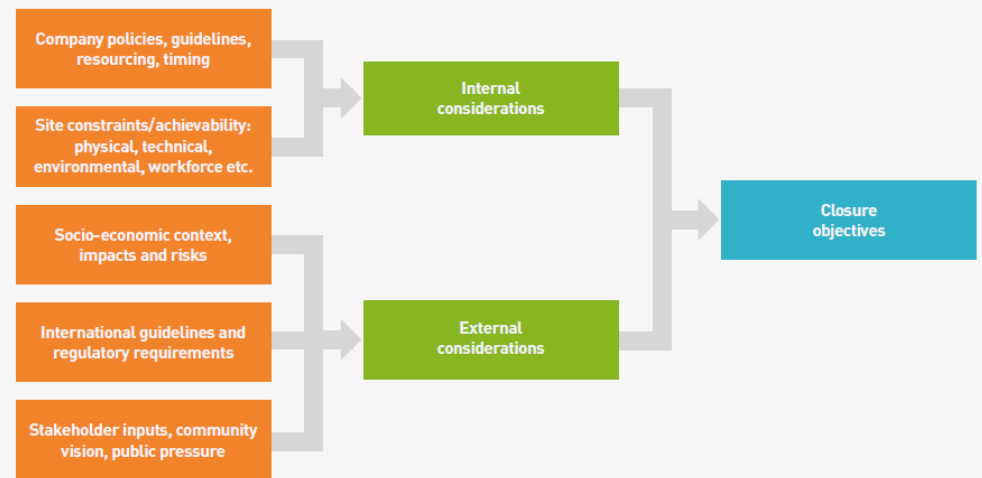 Company policies, guidelines,
resourcing, timing
Site constraints/achievability:
physical, technical,
environmental, workforce etc.
Socio-economic context,
impacts and risks
International guidelines and
regulatory requirements
Stakeholder inputs, community
vision, public pressure
Internal
considerations
External
considerations
Closure
objectives